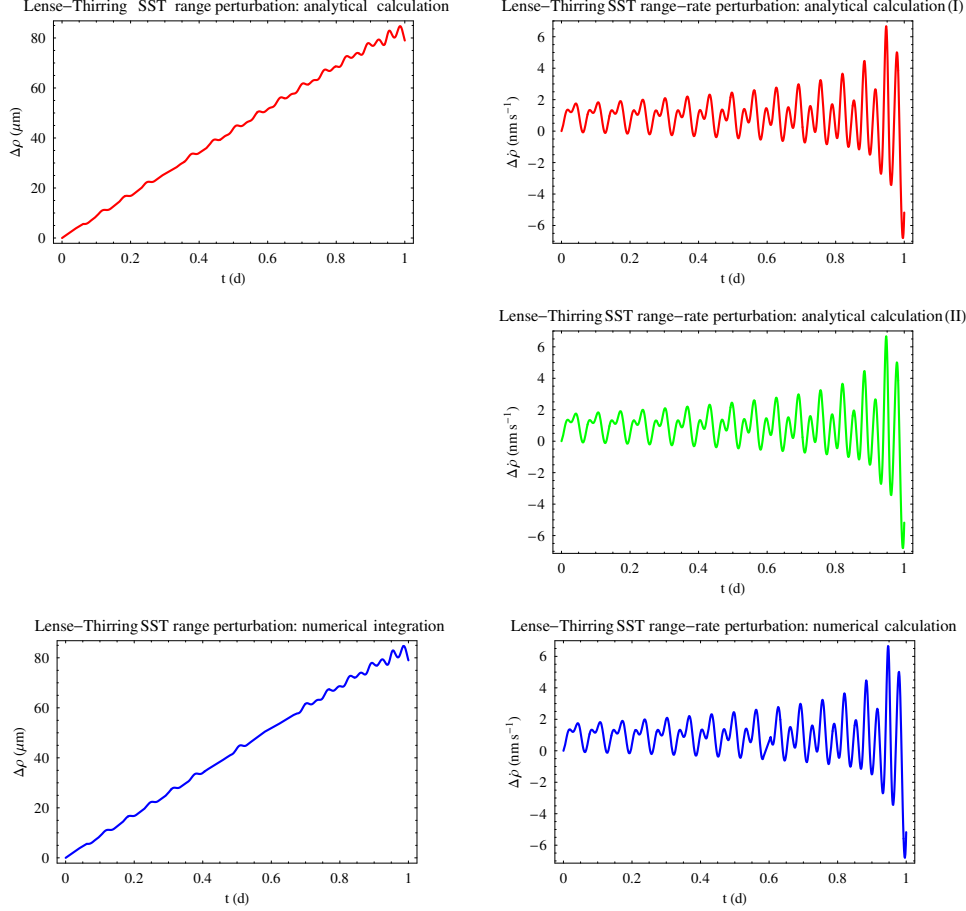 Lense−Thirring SST range perturbation: analytical calculation
80
60
40
20
0
Δρ (μm)
0 0.2 0.4 0.6 0.8 1
t (d)
Lense−Thirring SST range−rate perturbation: analytical calculation (I)
6
4
2
0
−2
−4
−6
Δρ̇ (nm s⁻¹)
0 0.2 0.4 0.6 0.8 1
t (d)
Lense−Thirring SST range−rate perturbation: analytical calculation (II)
6
4
2
0
−2
−4
−6
Δρ̇ (nm s⁻¹)
0 0.2 0.4 0.6 0.8 1
t (d)
Lense−Thirring SST range perturbation: numerical integration
80
60
40
20
0
Δρ (μm)
0 0.2 0.4 0.6 0.8 1
t (d)
Lense−Thirring SST range−rate perturbation: numerical calculation
6
4
2
0
−2
−4
−6
Δρ̇ (nm s⁻¹)
0 0.2 0.4 0.6 0.8 1
t (d)